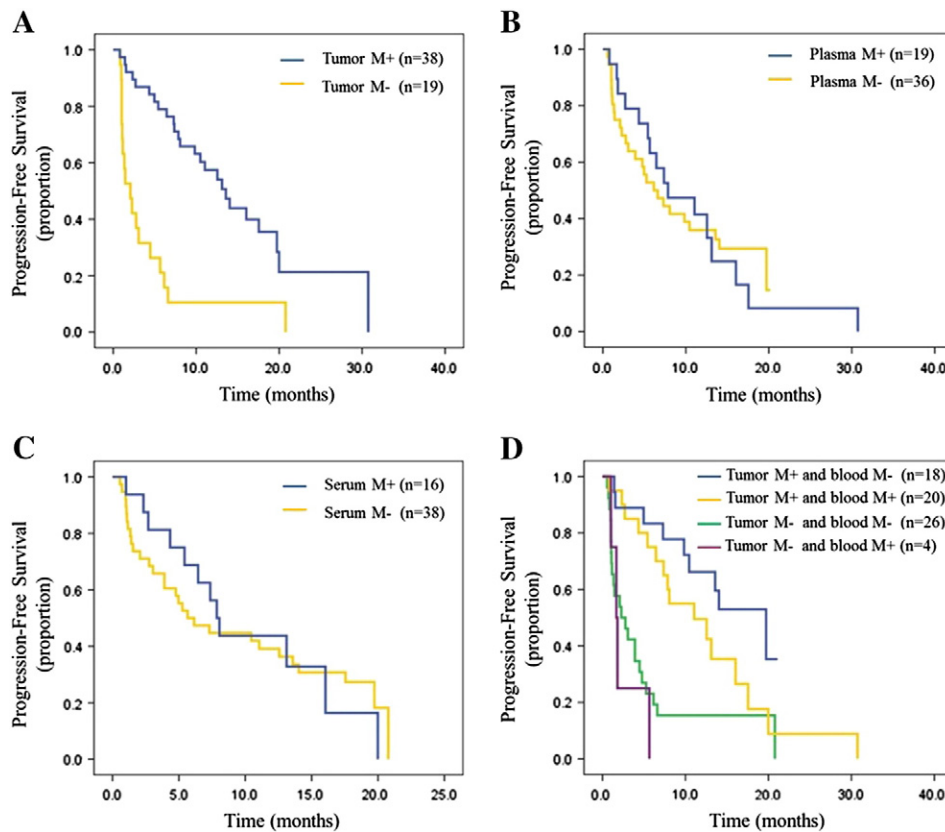 A
Tumor M+ (n=38)
Tumor M- (n=19)
Progression-Free Survival
(proportion)
1.0
0.8
0.6
0.4
0.2
0.0
0.0 10.0 20.0 30.0 40.0
Time (months)
B
Plasma M+ (n=19)
Plasma M- (n=36)
Progression-Free Survival
(proportion)
1.0
0.8
0.6
0.4
0.2
0.0
0.0 10.0 20.0 30.0 40.0
Time (months)
C
Serum M+ (n=16)
Serum M- (n=38)
Progression-Free Survival
(proportion)
1.0
0.8
0.6
0.4
0.2
0.0
0.0 5.0 10.0 15.0 20.0 25.0
Time (months)
D
Tumor M+ and blood M- (n=18)
Tumor M+ and blood M+ (n=20)
Tumor M- and blood M- (n=26)
Tumor M- and blood M+ (n=4)
Progression-Free Survival
(proportion)
1.0
0.8
0.6
0.4
0.2
0.0
0.0 10.0 20.0 30.0 40.0
Time (months)